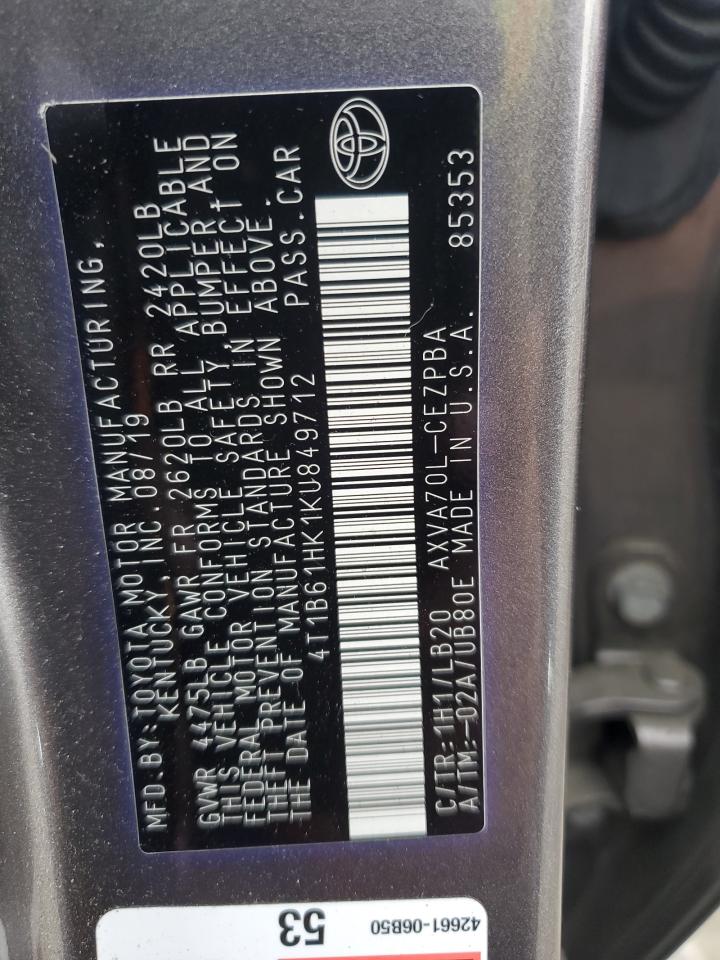 MFD.BY:TOYOTA MOTOR MANUFACTURING,
KENTUCKY, INC.08/19
GVWR 4475LB GAWR FR 2620LB RR 2420LB
THIS VEHICLE CONFORMS TO ALL APPLICABLE
FEDERAL MOTOR VEHICLE SAFETY, BUMPER AND
THEFT PREVENTION STANDARDS IN EFFECT ON
THE DATE OF MANUFACTURE SHOWN ABOVE.
4T1B61HK1KU849712 PASS.CAR
C/TR:1H1/LB20 AXVA70L-CEZPBA
A/TM:-02A/UB80E MADE IN U.S.A. 85353
42661-06B50
53